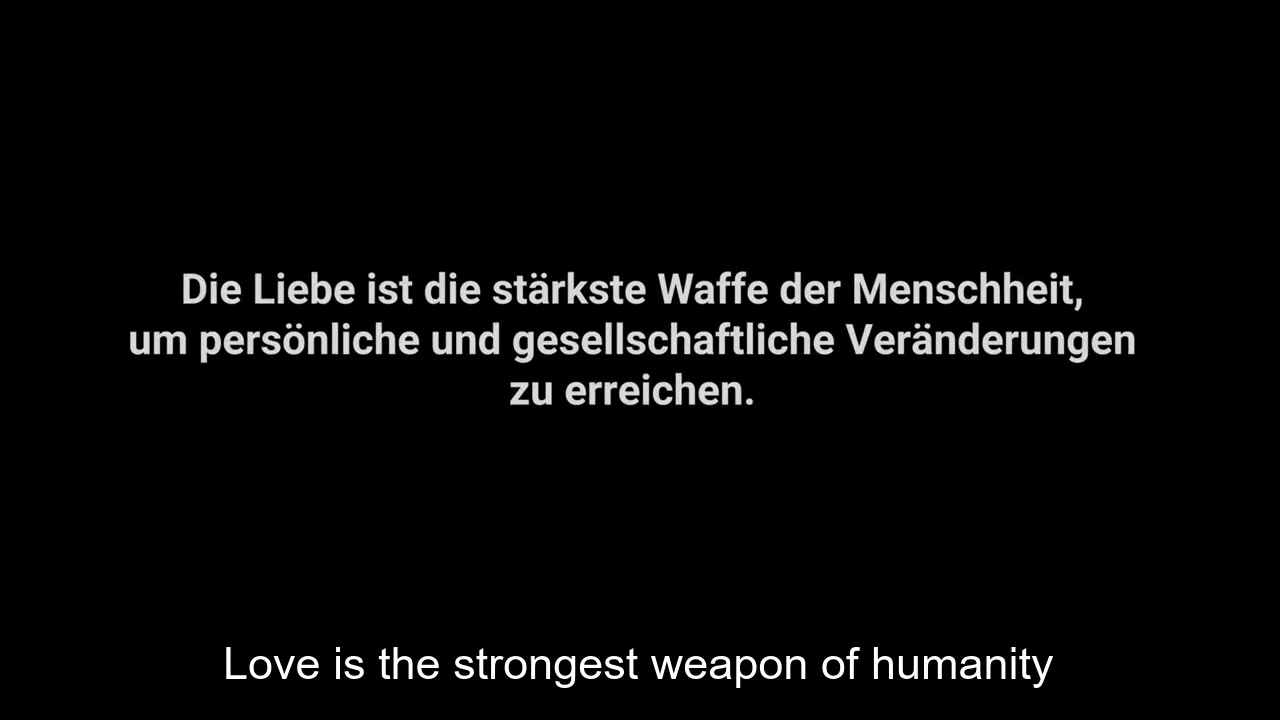 Die Liebe ist die stärkste Waffe der Menschheit,
um persönliche und gesellschaftliche Veränderungen
zu erreichen.
Love is the strongest weapon of humanity